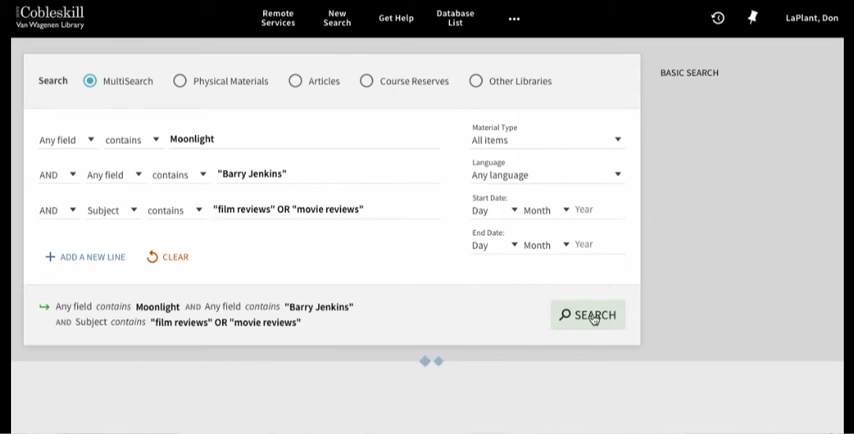 Cobleskill
Van Wagenen Library
Remote Services
New Search
Get Help
Database List
...
LaPlant, Don
Search
MultiSearch
Physical Materials
Articles
Course Reserves
Other Libraries
BASIC SEARCH
Any field contains Moonlight
AND Any field contains "Barry Jenkins"
AND Subject contains "film reviews" OR "movie reviews"
+ ADD A NEW LINE
CLEAR
Material Type
All items
Language
Any language
Start Date:
Day Month Year
End Date:
Day Month Year
Any field contains Moonlight AND Any field contains "Barry Jenkins"
AND Subject contains "film reviews" OR "movie reviews"
SEARCH